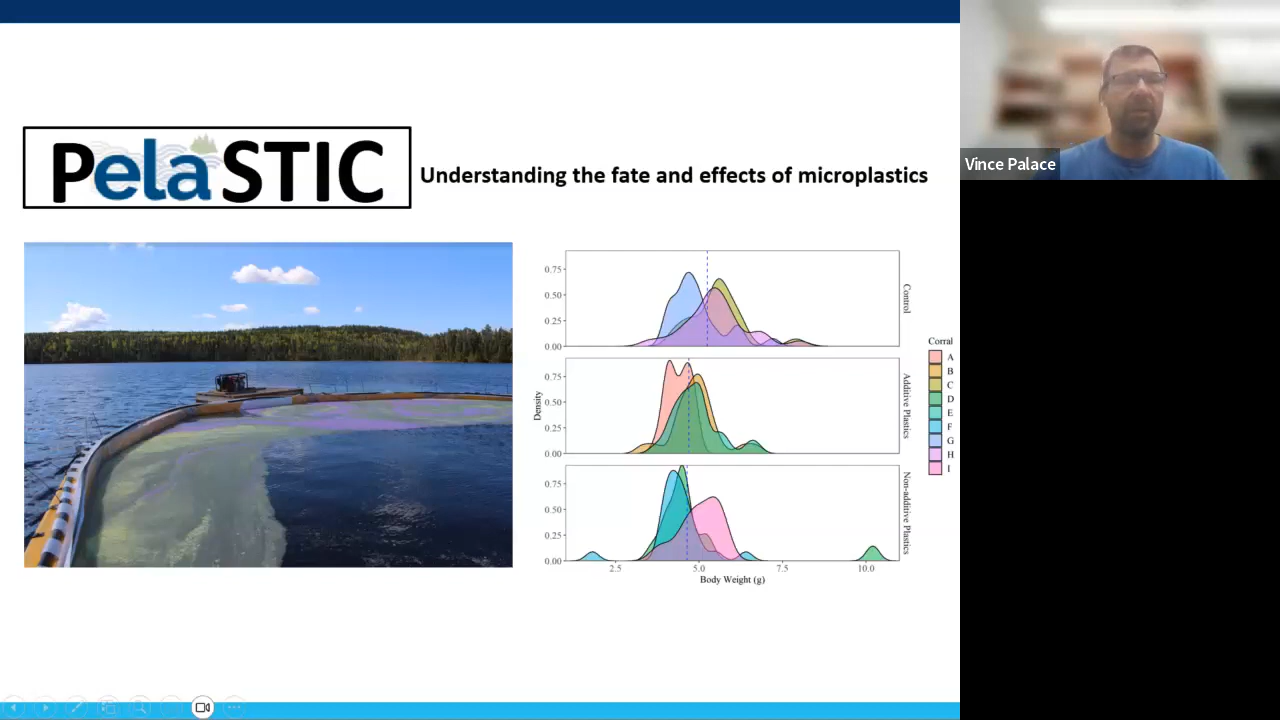 PelaSTIC
Understanding the fate and effects of microplastics
Vince Palace
0.75
0.50
0.25
0.00
Control
0.75
0.50
0.25
0.00
Additive Plastics
0.75
0.50
0.25
0.00
Non-additive Plastics
Density
2.5 5.0 7.5 10.0
Body Weight (g)
Corral
A
B
C
D
E
F
G
H
I